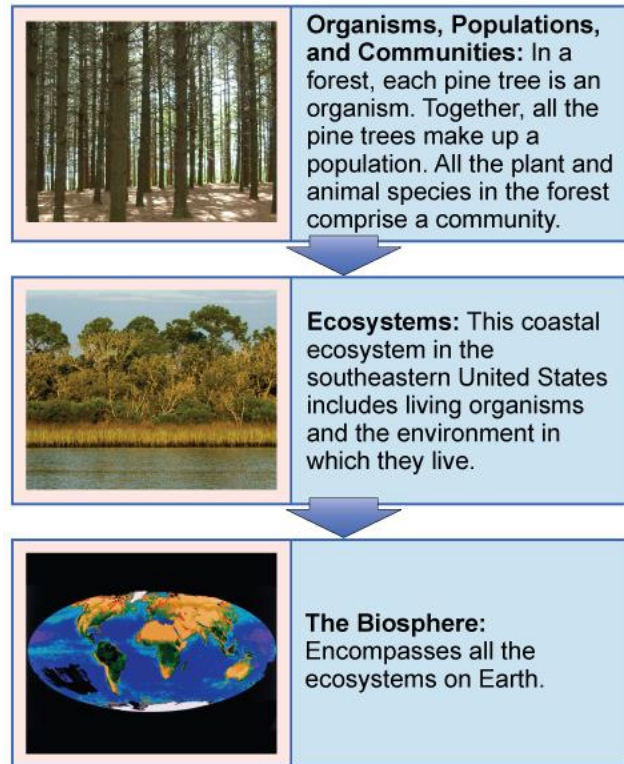 Organisms, Populations,
and Communities: In a
forest, each pine tree is an
organism. Together, all the
pine trees make up a
population. All the plant and
animal species in the forest
comprise a community.
Ecosystems: This coastal
ecosystem in the
southeastern United States
includes living organisms
and the environment in
which they live.
The Biosphere:
Encompasses all the
ecosystems on Earth.